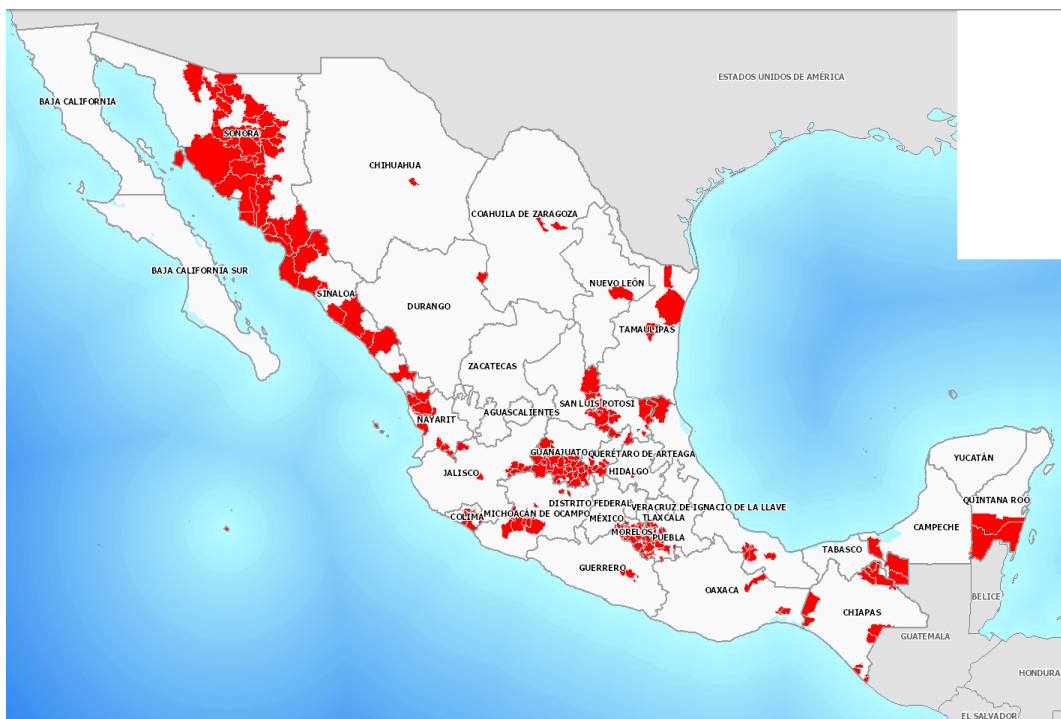 ESTADOS UNIDOS DE AMÉRICA
BAJA CALIFORNIA
SONORA
CHIHUAHUA
COAHUILA DE ZARAGOZA
BAJA CALIFORNIA SUR
NUEVO LEÓN
SINALOA
DURANGO
TAMAULIPAS
ZACATECAS
SAN LUIS POTOSÍ
AGUASCALIENTES
NAYARIT
GUANAJUATO
QUERÉTARO DE ARTEAGA
YUCATÁN
JALISCO
HIDALGO
QUINTANA ROO
DISTRITO FEDERAL
VERACRUZ DE IGNACIO DE LA LLAVE
COLIMA
MICHOACÁN DE OCAMPO
MÉXICO
TLAXCALA
CAMPECHE
MORELOS
PUEBLA
TABASCO
GUERRERO
OAXACA
BELICE
CHIAPAS
GUATEMALA
HONDURA
EL SALVADOR